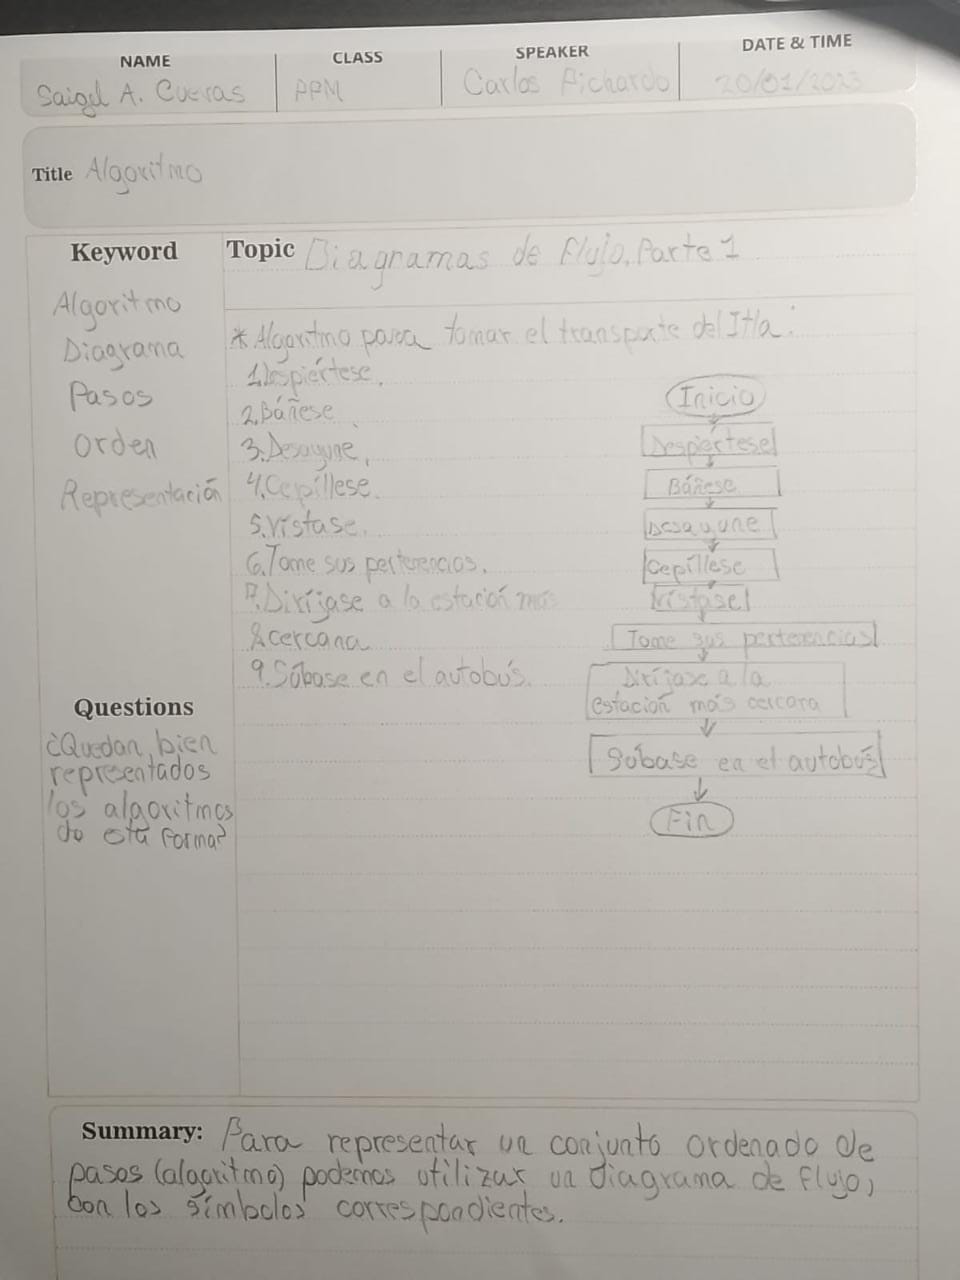 NAME
CLASS
SPEAKER
DATE & TIME
Saigil A. Cuevas
PPM
Carlos Pichardo
20/01/2023
Title Algoritmo
Keyword
Topic Diagramas de flujo, Parte 1
Algoritmo
Diagrama
Pasos
Orden
Representación
* Algoritmo para tomar el transporte del Itla:
1. Despiértese.
2. Báñese
3. Desayune.
4. Cepíllese.
5. Vístase.
6. Tome sus pertenencias.
7. Diríjase a la estación más
8. cercana
9. Súbase en el autobús.
Inicio
Despiértese
Báñese
Desayune
Cepíllese
Vístase
Tome sus pertenencias
Diríjase a la
estación más cercana
Súbase en el autobús
Fin
Questions
¿Quedan bien
representados
los algoritmos
de esta forma?
Summary: Para representar un conjunto ordenado de
pasos (algoritmo) podemos utilizar un diagrama de flujo,
con los símbolos correspondientes.